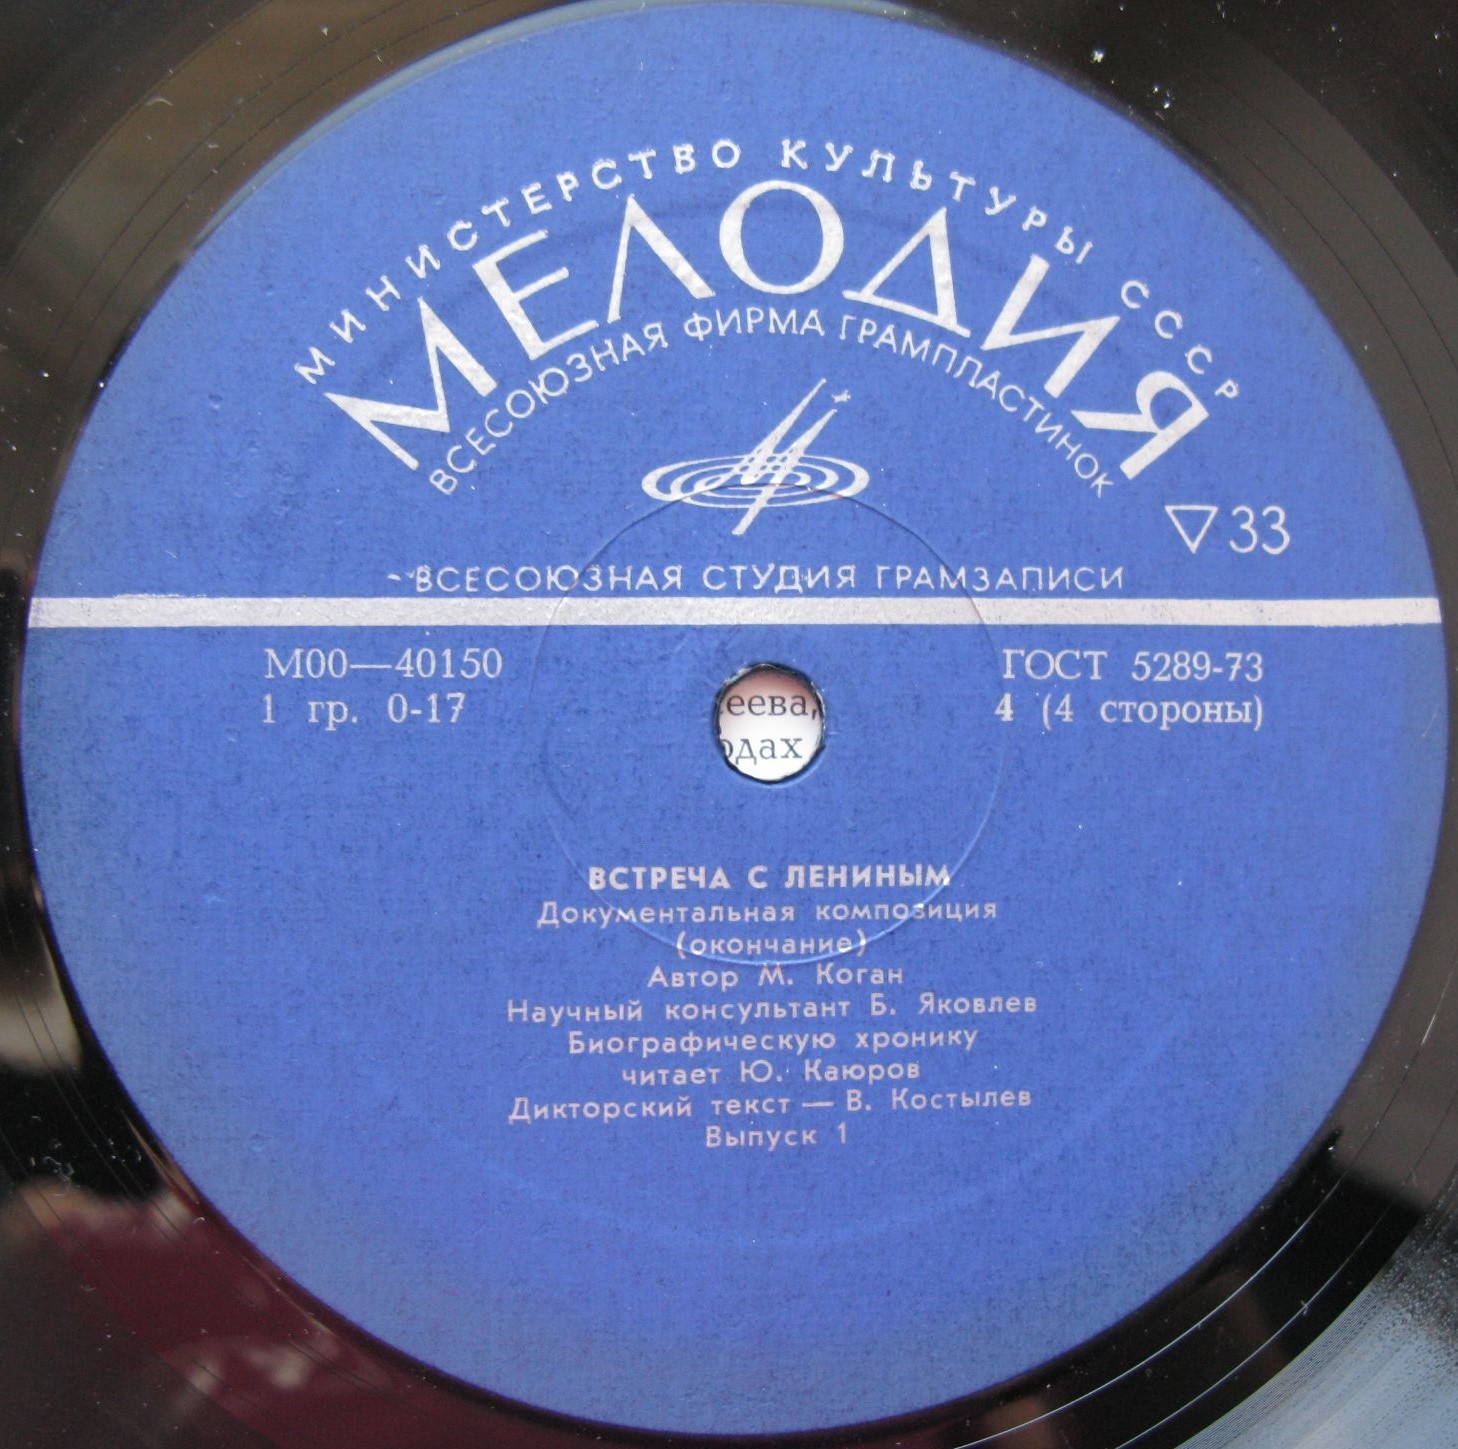 МИНИСТЕРСТВО КУЛЬТУРЫ СССР
МЕЛОДИЯ
ВСЕСОЮЗНАЯ ФИРМА ГРАМПЛАСТИНОК
▽33
ВСЕСОЮЗНАЯ СТУДИЯ ГРАМЗАПИСИ
М00—40150
ГОСТ 5289-73
1 гр. 0-17
4 (4 стороны)
ВСТРЕЧА С ЛЕНИНЫМ
Документальная композиция
(окончание)
Автор М. Коган
Научный консультант Б. Яковлев
Биографическую хронику
читает Ю. Каюров
Дикторский текст — В. Костылев
Выпуск 1